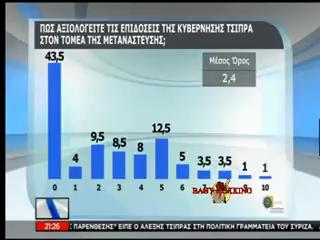 ΠΩΣ ΑΞΙΟΛΟΓΕΙΤΕ ΤΙΣ ΕΠΙΔΟΣΕΙΣ ΤΗΣ ΚΥΒΕΡΝΗΣΗΣ ΤΣΙΠΡΑ
ΣΤΟΝ ΤΟΜΕΑ ΤΗΣ ΜΕΤΑΝΑΣΤΕΥΣΗΣ;
Μέσος Όρος
2,4
43,5 4 9,5 8,5 8 12,5 5 3,5 3,5 1 1
0 1 2 3 4 5 6 7 10
21:26 Σ ΠΑΡΕΝΘΕΣΗΣ" ΕΙΠΕ Ο ΑΛΕΞΗΣ ΤΣΙΠΡΑΣ ΣΤΗ ΠΟΛΙΤΙΚΗ ΓΡΑΜΜΑΤΕΙΑ ΤΟΥ ΣΥΡΙΖΑ.